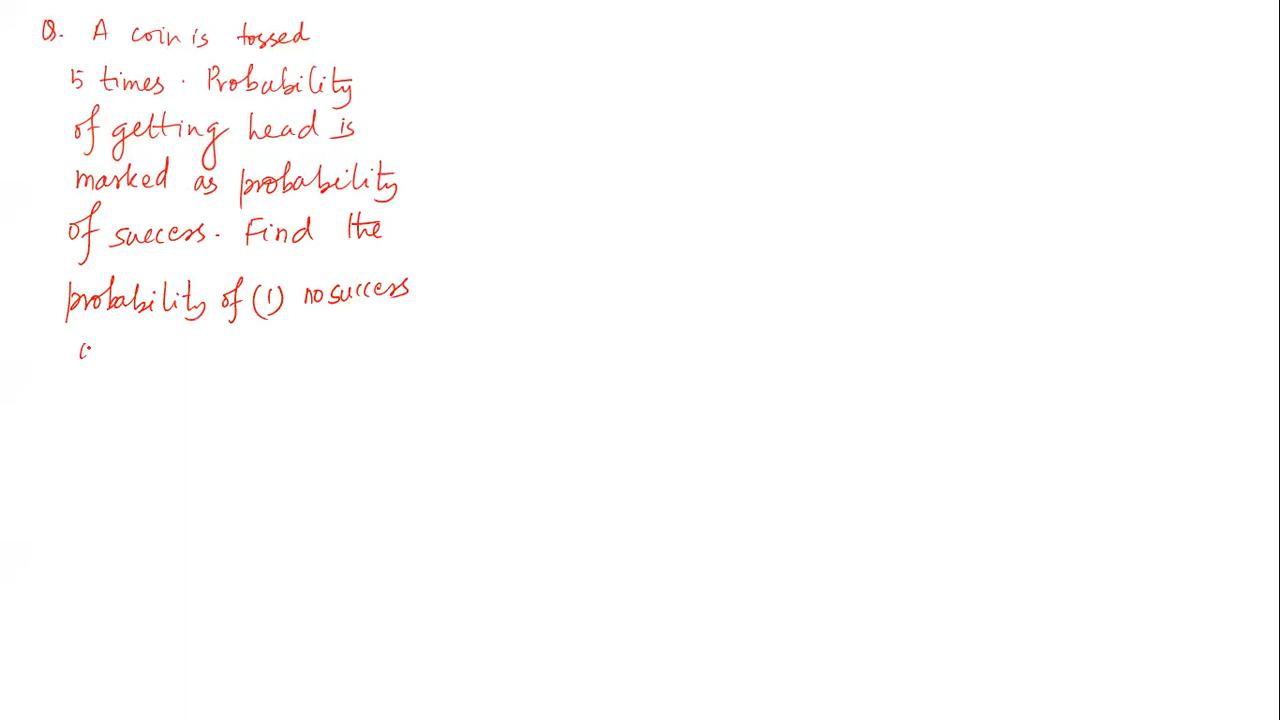 Q. A coin is tossed
5 times. Probability
of getting head is
marked as probability
of success. Find the
probability of (1) no success
(